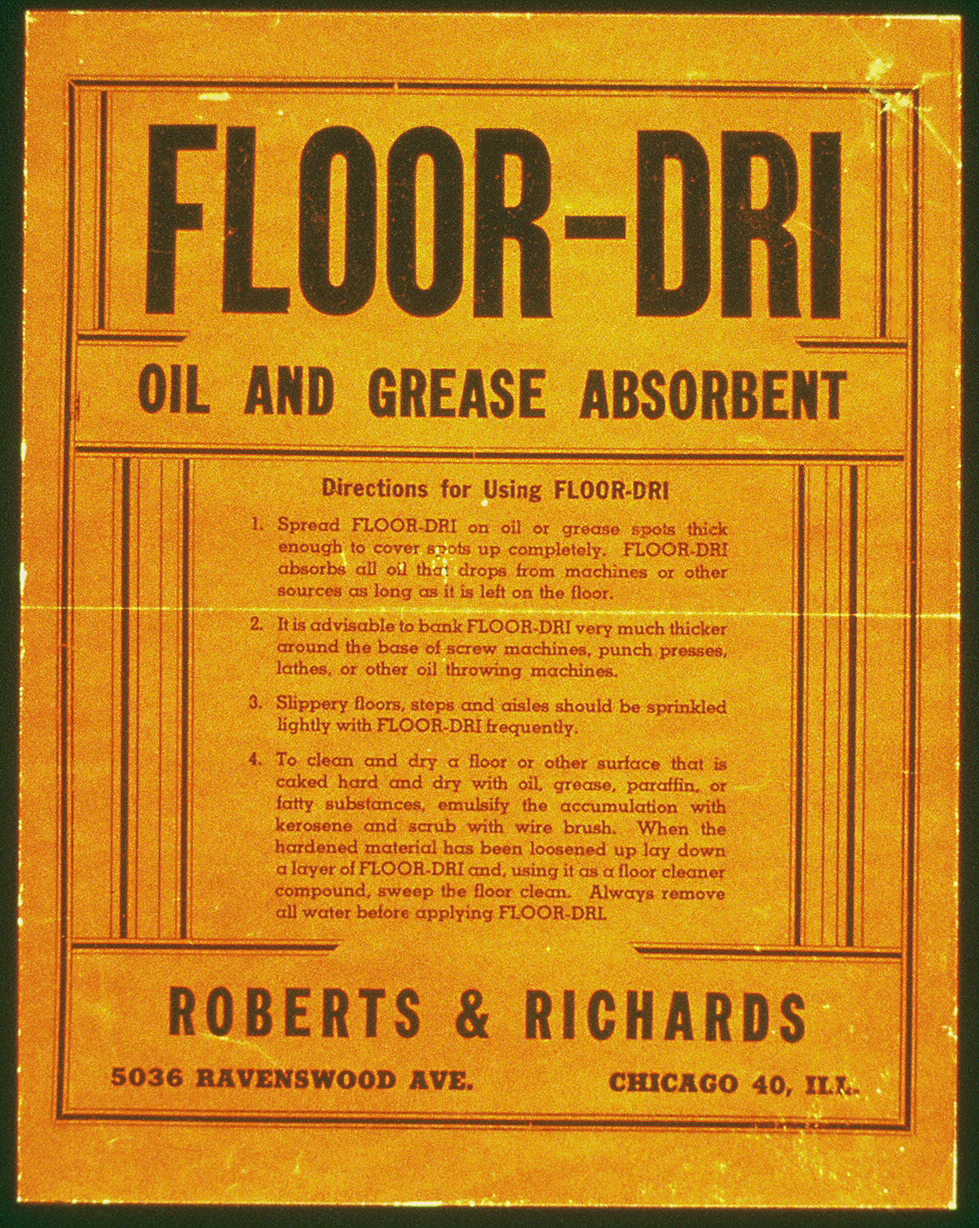 FLOOR-DRI
OIL AND GREASE ABSORBENT
Directions for Using FLOOR-DRI
1. Spread FLOOR-DRI on oil or grease spots thick
enough to cover spots up completely. FLOOR-DRI
absorbs all oil that drops from machines or other
sources as long as it is left on the floor.
2. It is advisable to bank FLOOR-DRI very much thicker
around the base of screw machines, punch presses,
lathes, or other oil throwing machines.
3. Slippery floors, steps and aisles should be sprinkled
lightly with FLOOR-DRI frequently.
4. To clean and dry a floor or other surface that is
caked hard and dry with oil, grease, paraffin, or
fatty substances, emulsify the accumulation with
kerosene and scrub with wire brush. When the
hardened material has been loosened up lay down
a layer of FLOOR-DRI and, using it as a floor cleaner
compound, sweep the floor clean. Always remove
all water before applying FLOOR-DRI.
ROBERTS & RICHARDS
5036 RAVENSWOOD AVE. CHICAGO 40, ILL.